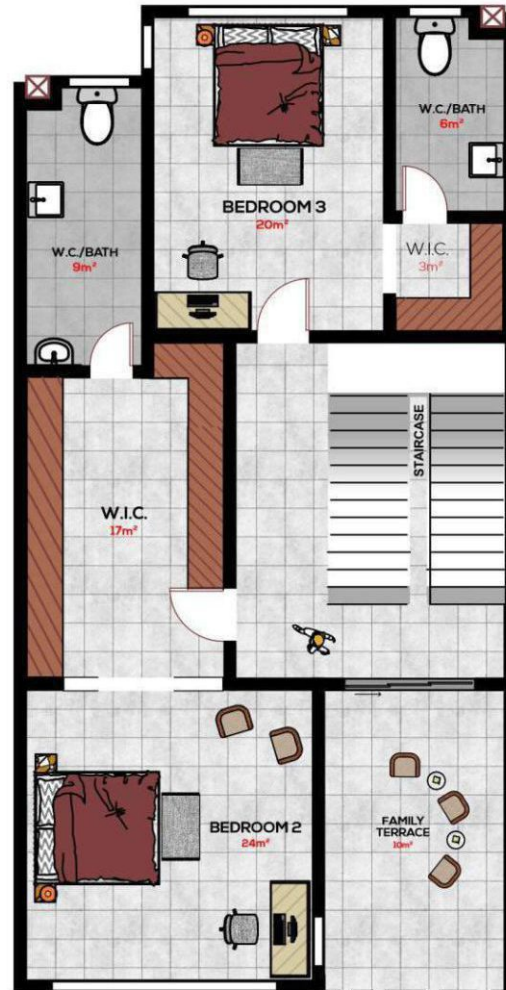 W.C./BATH
6m²
BEDROOM 3
20m²
W.I.C.
3m²
W.C./BATH
9m²
STAIRCASE
W.I.C.
17m²
BEDROOM 2
24m²
FAMILY
TERRACE
10m²